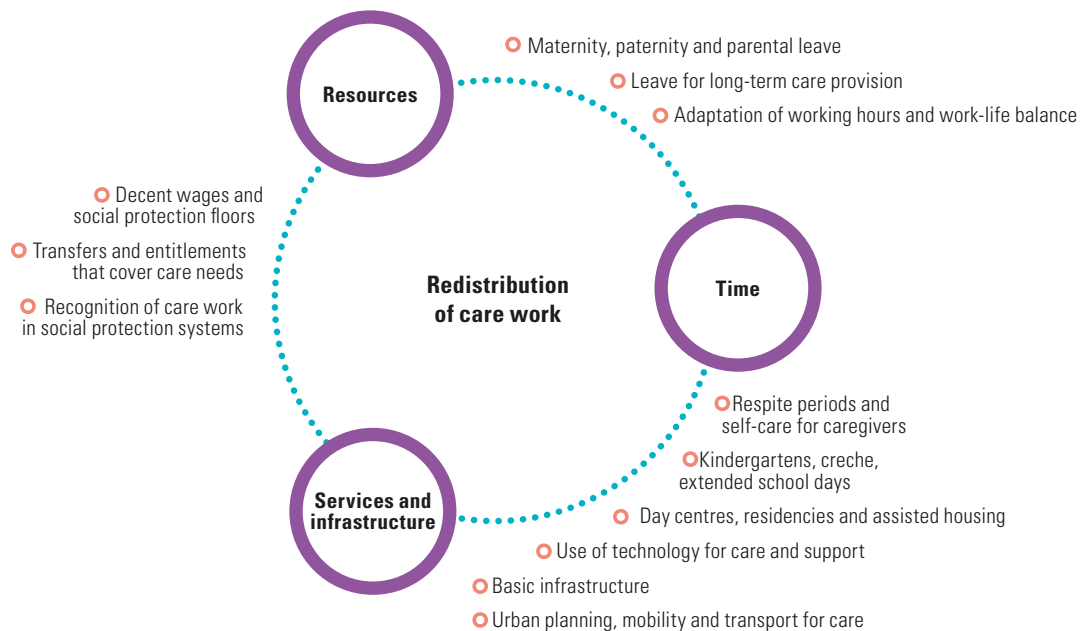 Maternity, paternity and parental leave
Resources
Leave for long-term care provision
Adaptation of working hours and work-life balance
Decent wages and
social protection floors
Transfers and entitlements
that cover care needs
Recognition of care work
in social protection systems
Redistribution
of care work
Time
Respite periods and
self-care for caregivers
Kindergartens, creche,
extended school days
Services and
infrastructure
Day centres, residencies and assisted housing
Use of technology for care and support
Basic infrastructure
Urban planning, mobility and transport for care